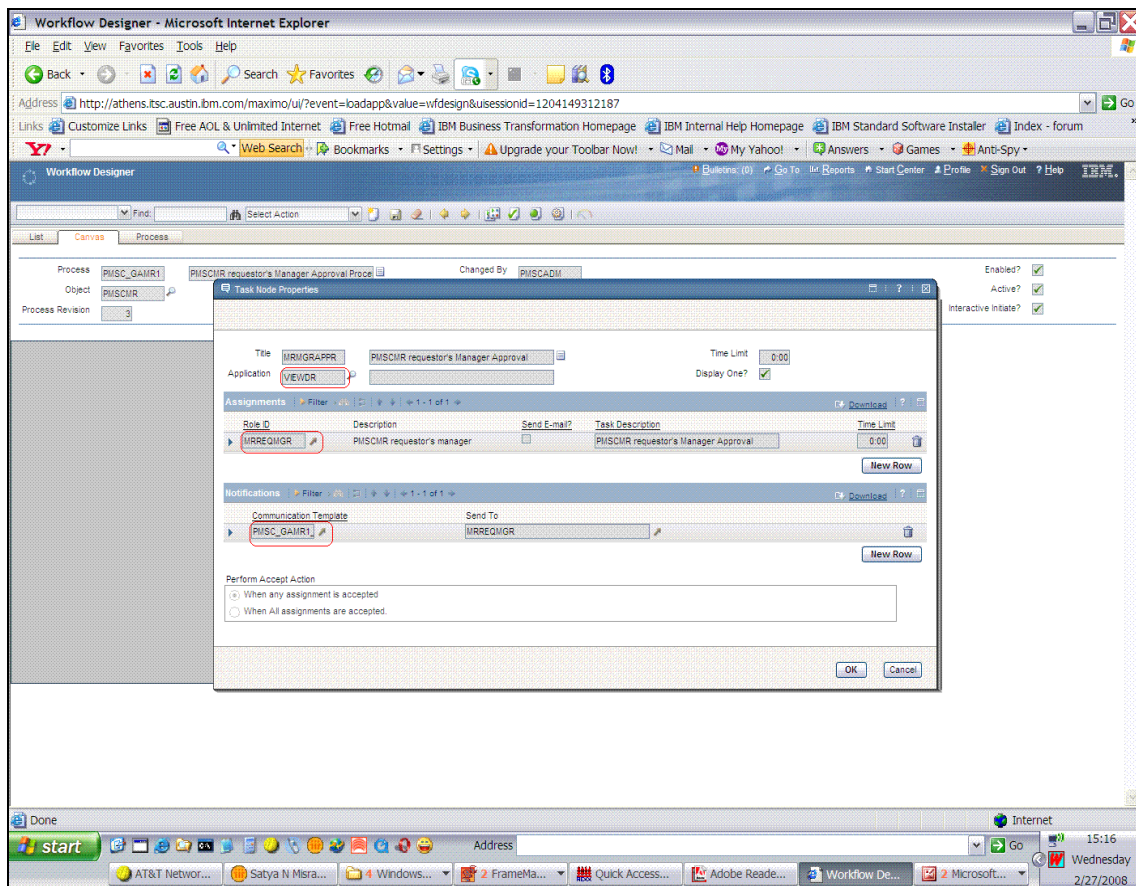 Workflow Designer - Microsoft Internet Explorer
File Edit View Favorites Tools Help
Back Search Favorites
Address http://athens.itsc.austin.ibm.com/maximo/ui/?event=loadapp&value=wfdesign&uisessionid=1204149312187 Go
Links Customize Links Free AOL & Unlimited Internet Free Hotmail IBM Business Transformation Homepage IBM Internal Help Homepage IBM Standard Software Installer Index - forum »
Y7 Web Search Bookmarks Settings Upgrade your Toolbar Now! Mail My Yahoo! Answers Games Anti-Spy
Workflow Designer Bulletins: (0) Go To Reports Start Center Profile Sign Out ? Help IBM.
Find: Select Action
List Canvas Process
Process PMSC_GAMR1 PMSCMR requestor's Manager Approval Proce Changed By PMSCADM Enabled?
Object PMSCMR Active?
Process Revision 3 Interactive Initiate?
Task Node Properties ?
Title MRMGRAPPR PMSCMR requestor's Manager Approval Time Limit 0:00
Application VIEWDR Display One?
Assignments Filter 1 - 1 of 1 Download ?
Role ID Description Send E-mail? Task Description Time Limit
MRREQMGR PMSCMR requestor's manager PMSCMR requestor's Manager Approval 0:00
New Row
Notifications Filter 1 - 1 of 1 Download ?
Communication Template Send To
PMSC_GAMR1_ MRREQMGR
New Row
Perform Accept Action
When any assignment is accepted
When All assignments are accepted.
OK Cancel
Done Internet
start Address Go 15:16
Wednesday
AT&T Networ... Satya N Misra... 4 Windows... 2 FrameMa... Quick Access... Adobe Reade... Workflow De... 2 Microsoft...
2/27/2008